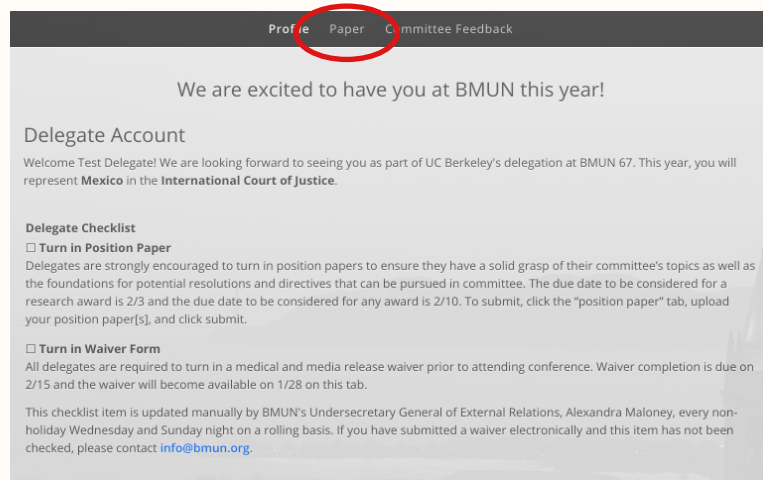 Profile Paper Committee Feedback
We are excited to have you at BMUN this year!
Delegate Account
Welcome Test Delegate! We are looking forward to seeing you as part of UC Berkeley's delegation at BMUN 67. This year, you will
represent Mexico in the International Court of Justice.
Delegate Checklist
☐ Turn in Position Paper
Delegates are strongly encouraged to turn in position papers to ensure they have a solid grasp of their committee's topics as well as
the foundations for potential resolutions and directives that can be pursued in committee. The due date to be considered for a
research award is 2/3 and the due date to be considered for any award is 2/10. To submit, click the “position paper” tab, upload
your position paper[s], and click submit.
☐ Turn in Waiver Form
All delegates are required to turn in a medical and media release waiver prior to attending conference. Waiver completion is due on
2/15 and the waiver will become available on 1/28 on this tab.
This checklist item is updated manually by BMUN's Undersecretary General of External Relations, Alexandra Maloney, every non-
holiday Wednesday and Sunday night on a rolling basis. If you have submitted a waiver electronically and this item has not been
checked, please contact info@bmun.org.